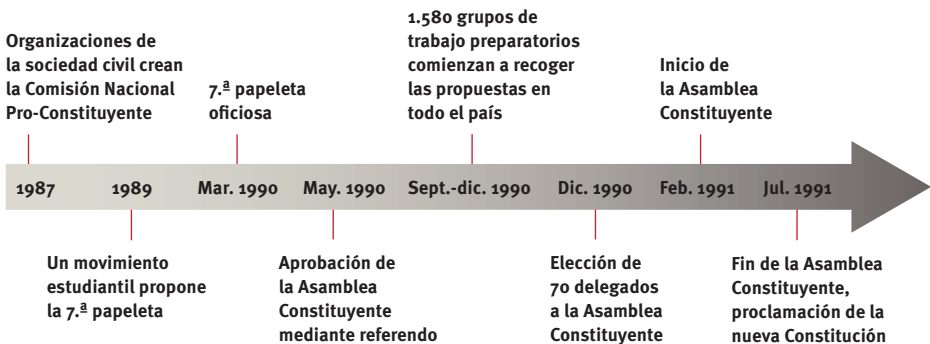 Organizaciones de
la sociedad civil crean
la Comisión Nacional
Pro-Constituyente
7.ª papeleta
oficiosa
1.580 grupos de
trabajo preparatorios
comienzan a recoger
las propuestas en
todo el país
Inicio de
la Asamblea
Constituyente
1987 1989 Mar. 1990 May. 1990 Sept.-dic. 1990 Dic. 1990 Feb. 1991 Jul. 1991
Un movimiento
estudiantil propone
la 7.ª papeleta
Aprobación de
la Asamblea
Constituyente
mediante referendo
Elección de
70 delegados
a la Asamblea
Constituyente
Fin de la Asamblea
Constituyente,
proclamación de la
nueva Constitución